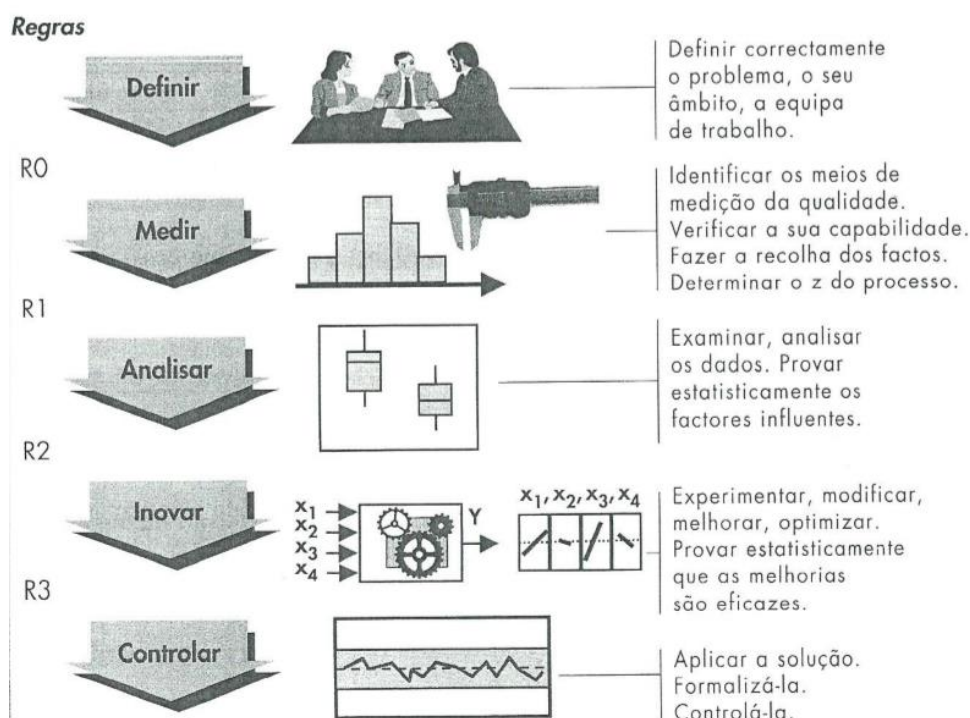 Regras
Definir
Definir correctamente
o problema, o seu
âmbito, a equipa
de trabalho.
R0
Medir
Identificar os meios de
medição da qualidade.
Verificar a sua capabilidade.
Fazer a recolha dos factos.
Determinar o z do processo.
R1
Analisar
Examinar, analisar
os dados. Provar
estatisticamente os
factores influentes.
R2
Inovar
x1
x2
x3
x4
Y
x1, x2, x3, x4
Experimentar, modificar,
melhorar, optimizar.
Provar estatisticamente
que as melhorias
são eficazes.
R3
Controlar
Aplicar a solução.
Formalizá-la.
Controlá-la.